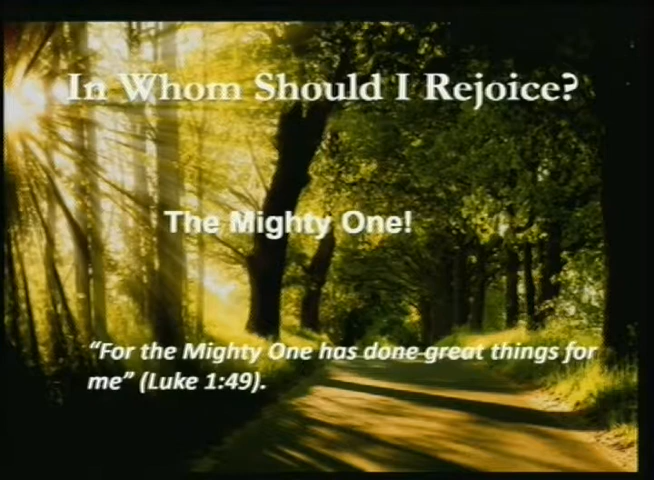 In Whom Should I Rejoice?
The Mighty One!
“For the Mighty One has done great things for
me” (Luke 1:49).